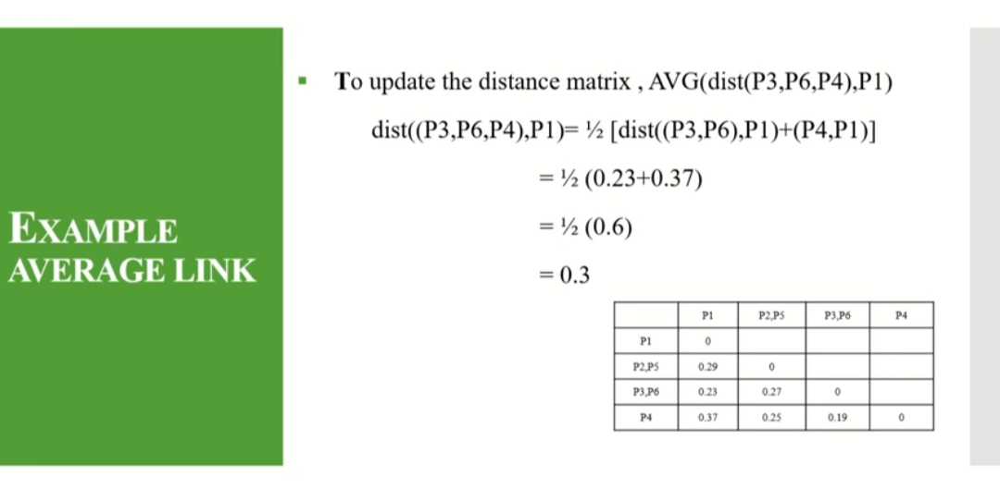 EXAMPLE
AVERAGE LINK
▪ To update the distance matrix , AVG(dist(P3,P6,P4),P1)
dist((P3,P6,P4),P1)= ½ [dist((P3,P6),P1)+(P4,P1)]
= ½ (0.23+0.37)
= ½ (0.6)
= 0.3
P1 P2,P5 P3,P6 P4
P1 0
P2,P5 0.29 0
P3,P6 0.23 0.27 0
P4 0.37 0.25 0.19 0